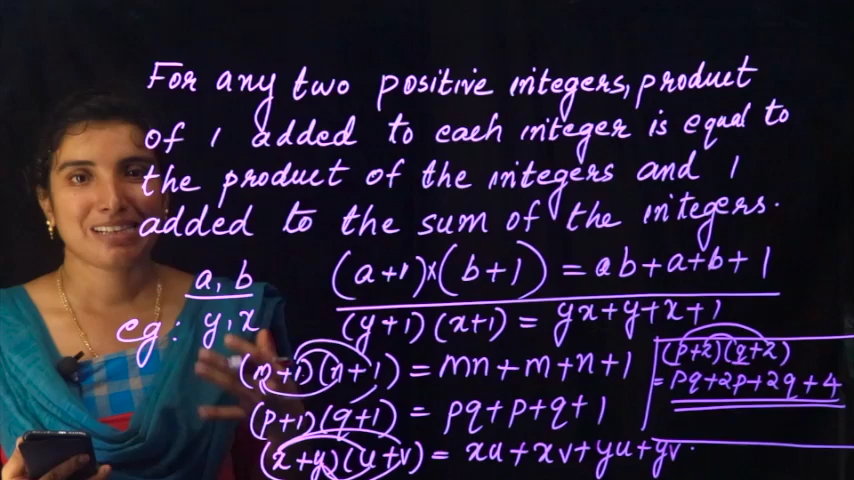 For any two positive integers, product
of 1 added to each integer is equal to
the product of the integers and 1
added to the sum of the integers.
a, b
(a+1)×(b+1) = ab+a+b+1
eg: y, x
(y+1)(x+1) = yx+y+x+1
(m+1)(n+1) = mn+m+n+1
(p+2)(q+2)
= pq+2p+2q+4
(p+1)(q+1) = pq+p+q+1
(x+y)(u+v) = xu+xv+yu+yv.